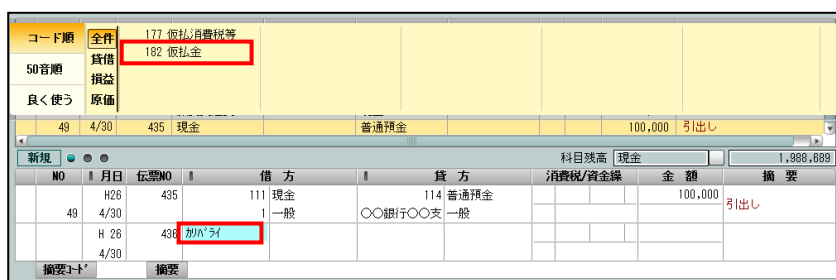 コード順 全件 177 仮払消費税等
貸借 182 仮払金
50音順
損益
良く使う 原価
49 4/30 435 現金 普通預金 100,000 引出し
新規 科目残高 現金 1,988,689
NO 月日 伝票NO 借 方 貸 方 消費税/資金繰 金 額 摘 要
H26 435 111 現金 114 普通預金 100,000 引出し
49 4/30 1 一般 〇〇銀行〇〇支 一般
H 26 436 カリバライ
4/30
摘要コード 摘要